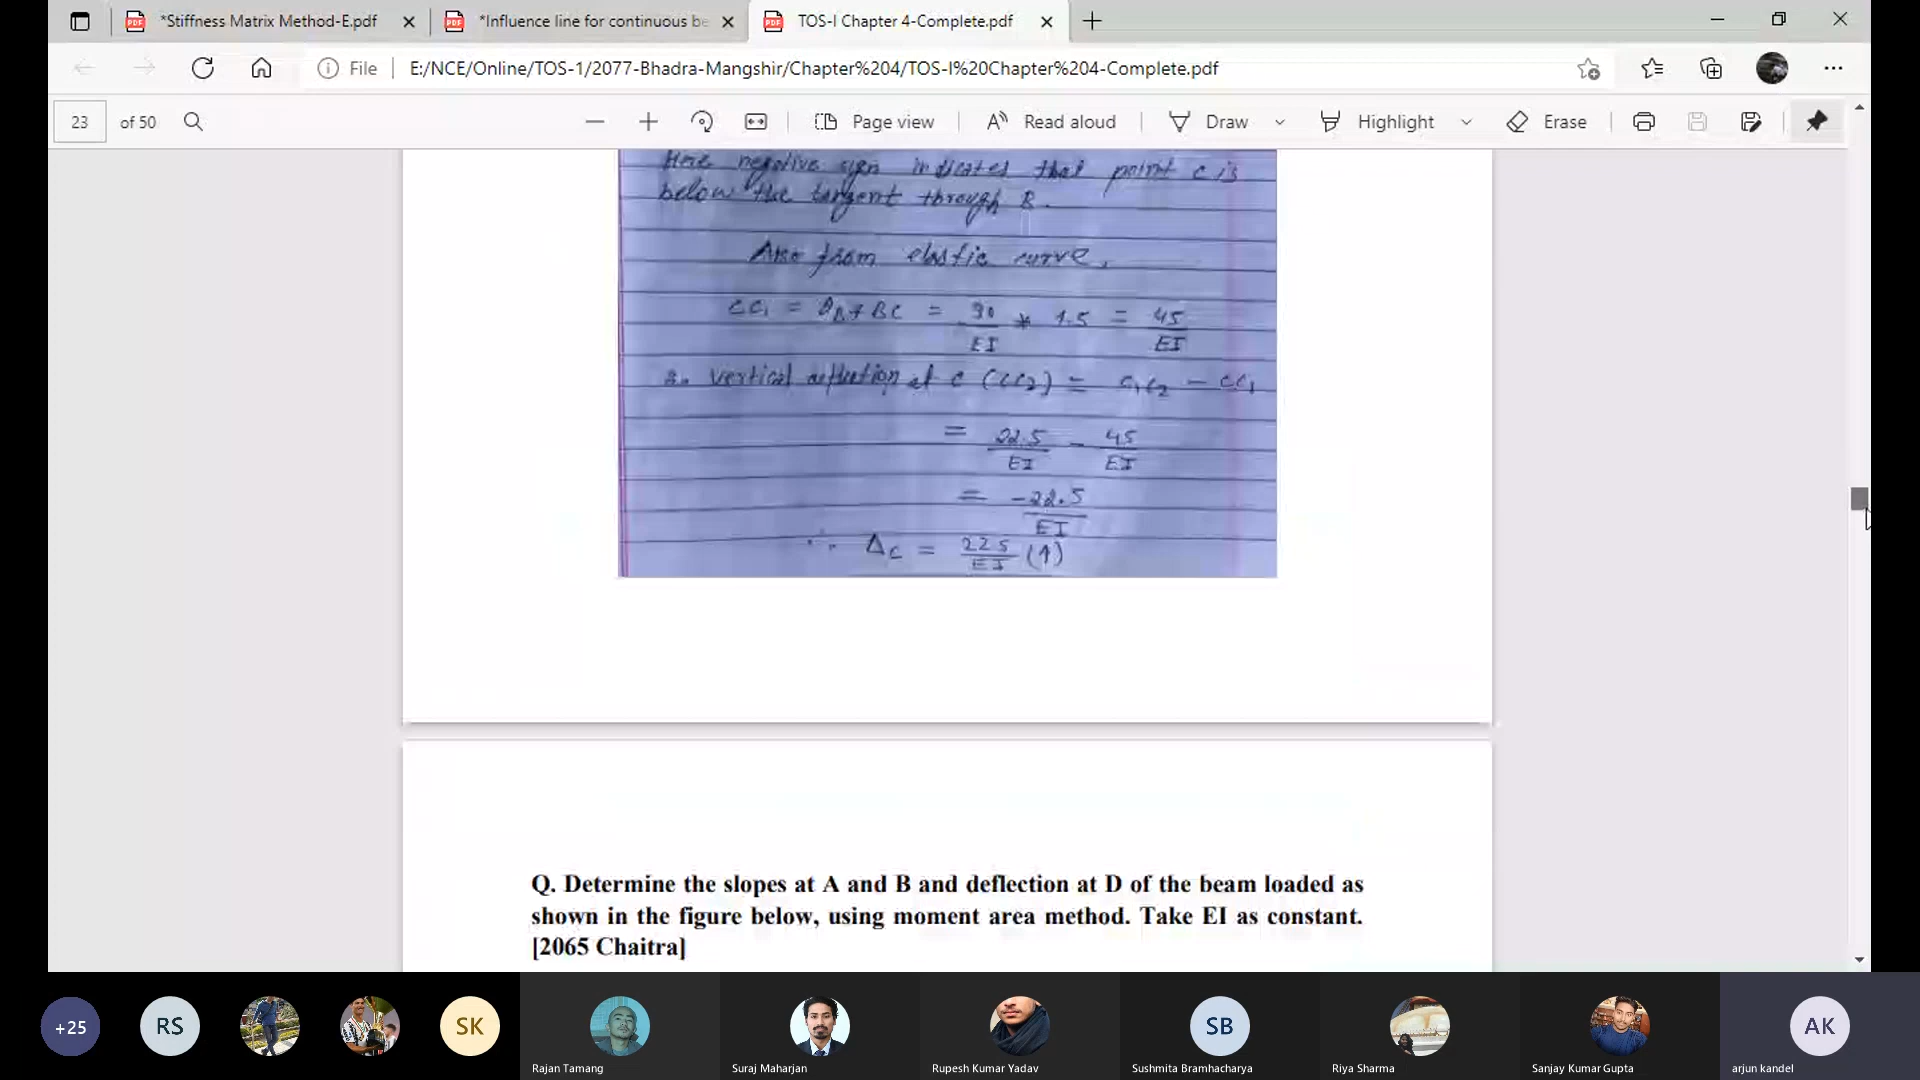 *Stiffness Matrix Method-E.pdf
*Influence line for continuous be
TOS-I Chapter 4-Complete.pdf
File
E:/NCE/Online/TOS-1/2077-Bhadra-Mangshir/Chapter%204/TOS-I%20Chapter%204-Complete.pdf
23 of 50
Page view
Read aloud
Draw
Highlight
Erase
Here negative sign indicates that point C is
below the tangent through B.
Also from elastic curve,
CC1 = θB * BC = 30/EI * 1.5 = 45/EI
vertical deflection at C (CC2) = C1C2 - CC1
= 22.5/EI - 45/EI
= -22.5/EI
∴ ΔC = 22.5/EI (↑)
Q. Determine the slopes at A and B and deflection at D of the beam loaded as
shown in the figure below, using moment area method. Take EI as constant.
[2065 Chaitra]
+25
RS
SK
Rajan Tamang
Suraj Maharjan
Rupesh Kumar Yadav
SB
Sushmita Bramhacharya
Riya Sharma
Sanjay Kumar Gupta
AK
arjun kandel